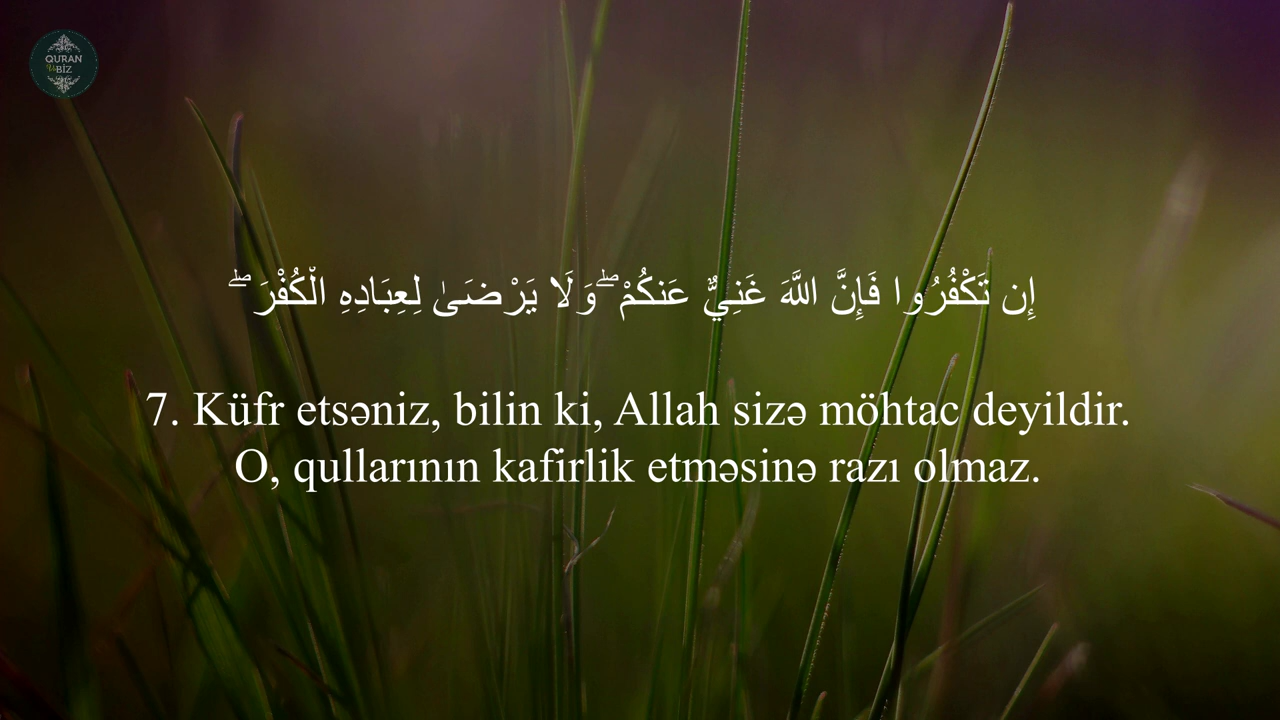 QURAN
Və
BİZ
إِن تَكْفُرُوا فَإِنَّ اللَّهَ غَنِيٌّ عَنكُمْ ۖ وَلَا يَرْضَىٰ لِعِبَادِهِ الْكُفْرَ ۖ
7. Küfr etsəniz, bilin ki, Allah sizə möhtac deyildir.
O, qullarının kafirlik etməsinə razı olmaz.